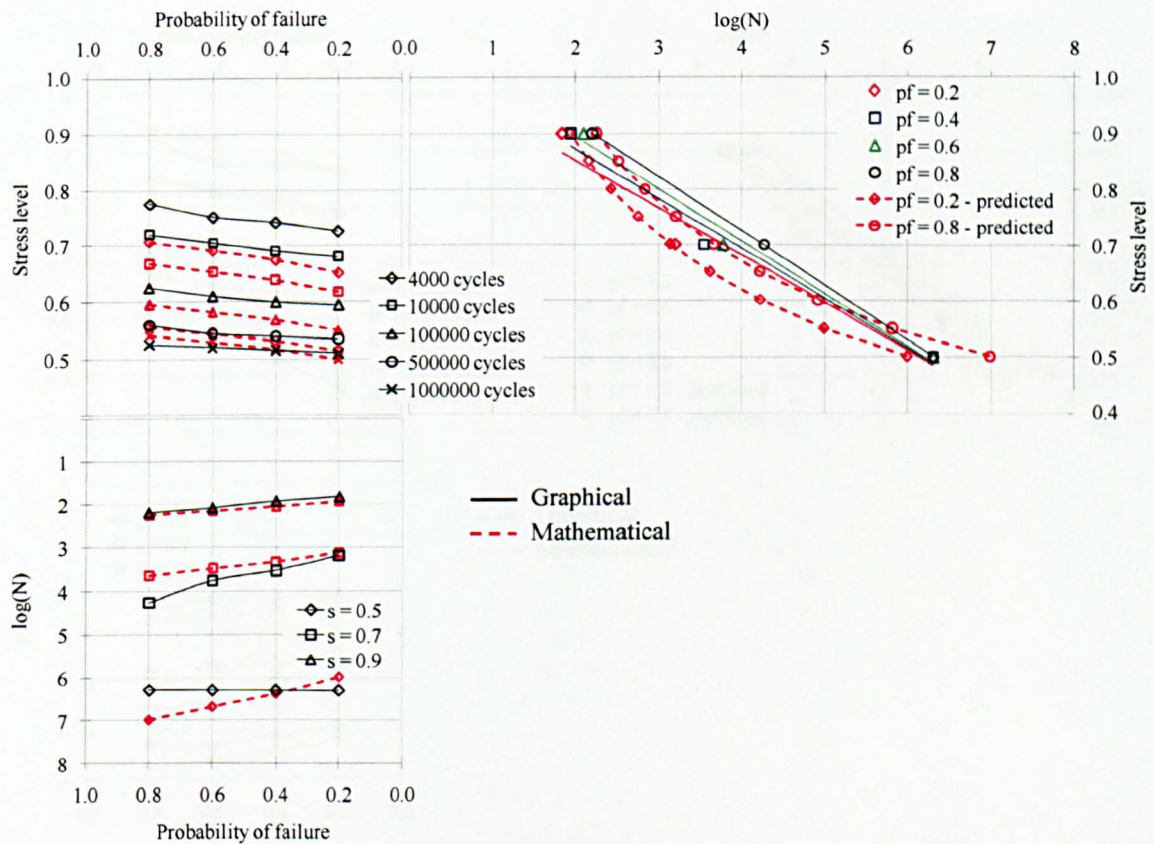 Probability of failure
log(N)
1.0 0.8 0.6 0.4 0.2 0.0 1 2 3 4 5 6 7 8
1.0
0.9
0.8
0.7
0.6
0.5
Stress level
4000 cycles
10000 cycles
100000 cycles
500000 cycles
1000000 cycles
pf = 0.2
pf = 0.4
pf = 0.6
pf = 0.8
pf = 0.2 - predicted
pf = 0.8 - predicted
1.0
0.9
0.8
0.7
0.6
0.5
0.4
Stress level
1
2
3
4
5
6
7
8
log(N)
s = 0.5
s = 0.7
s = 0.9
Graphical
Mathematical
1.0 0.8 0.6 0.4 0.2 0.0
Probability of failure